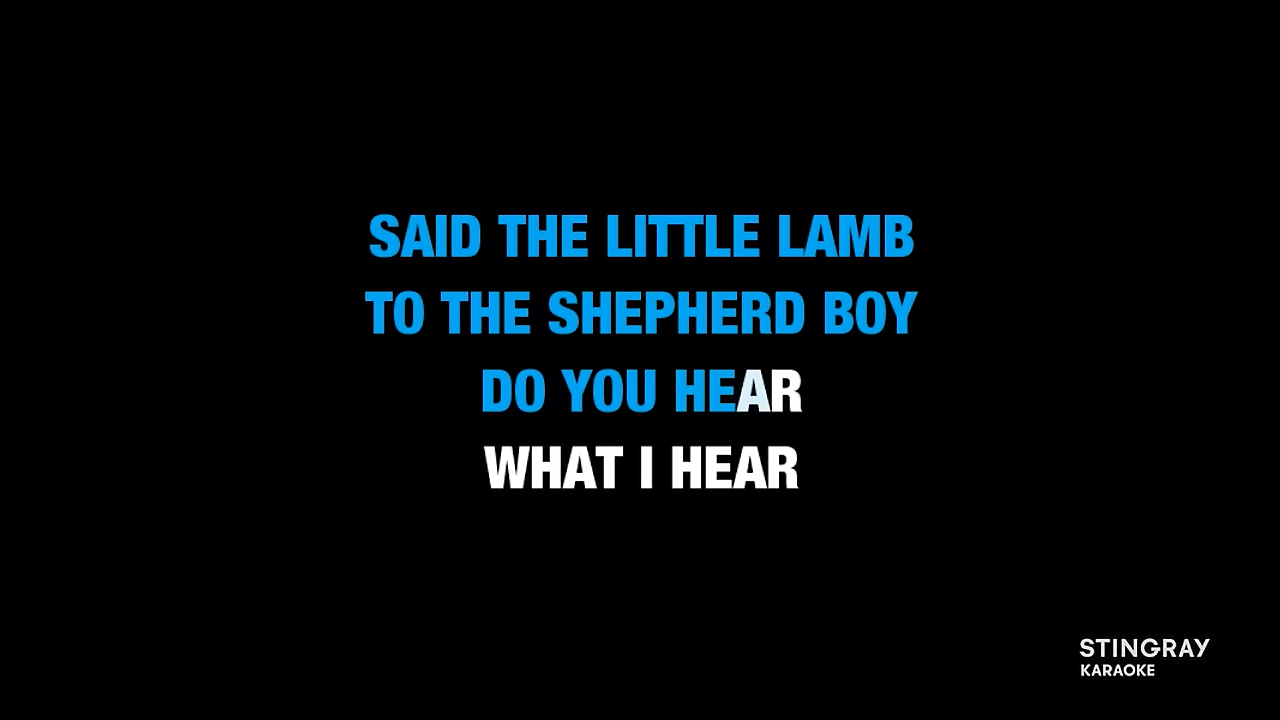 SAID THE LITTLE LAMB
TO THE SHEPHERD BOY
DO YOU HEAR
WHAT I HEAR
STINGRAY
KARAOKE